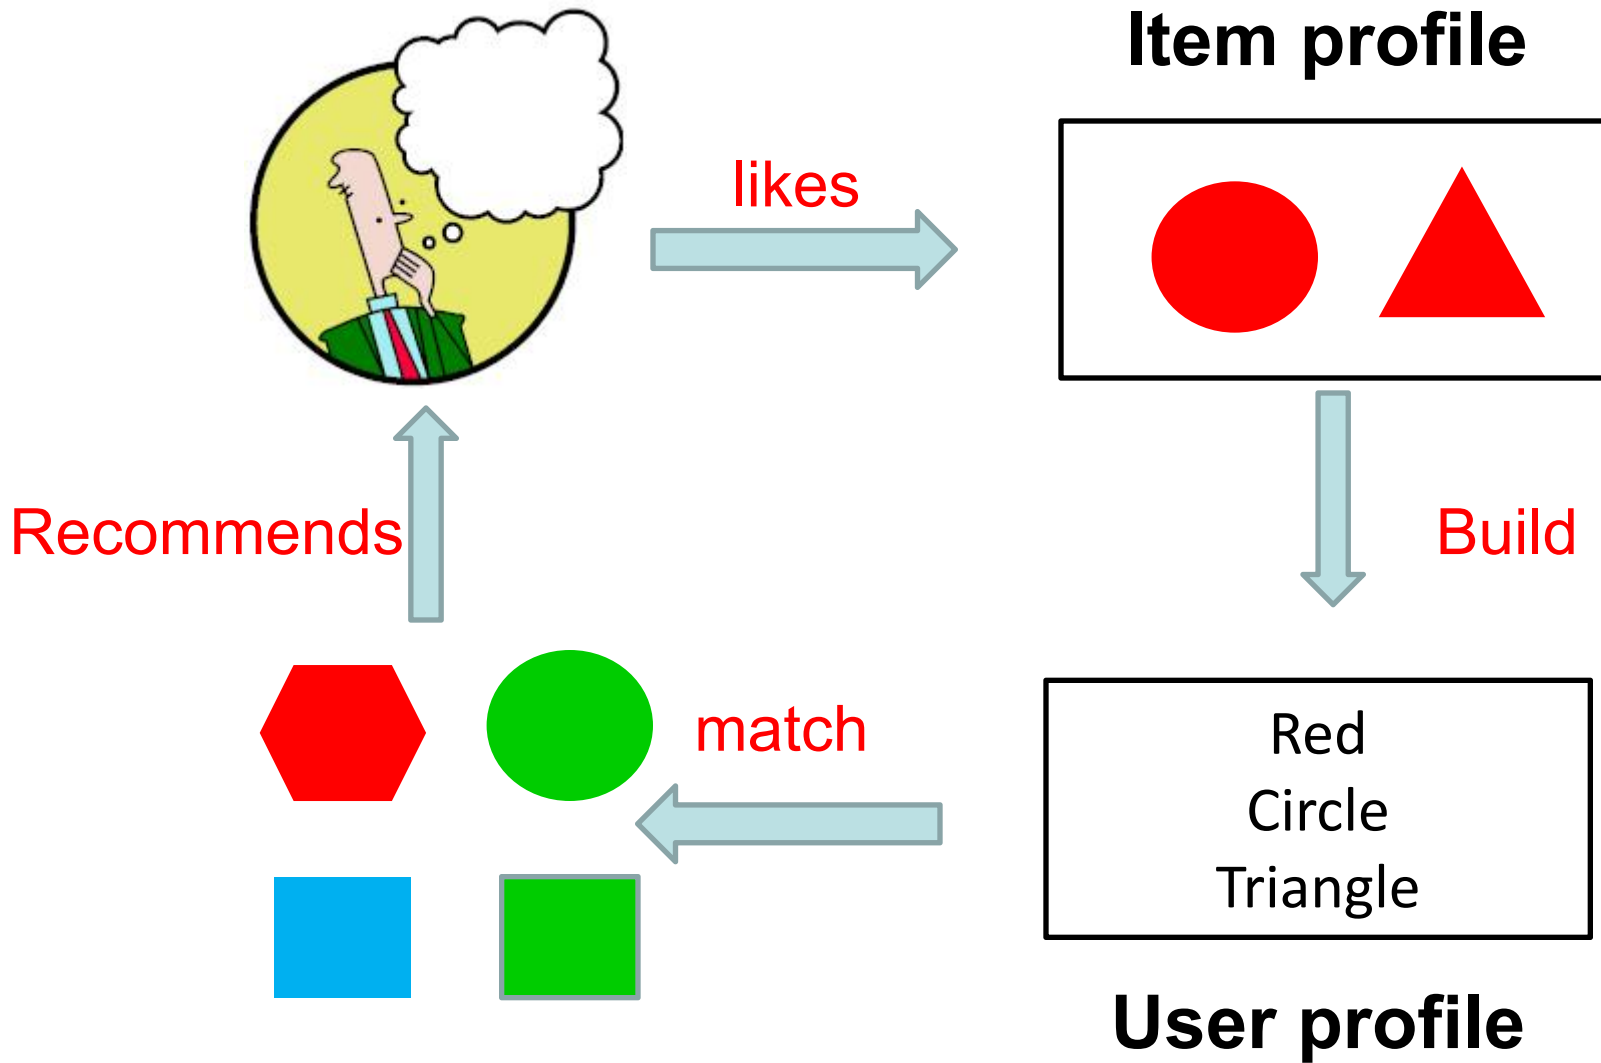 Item profile
likes
Recommends
Build
match
Red
Circle
Triangle
User profile